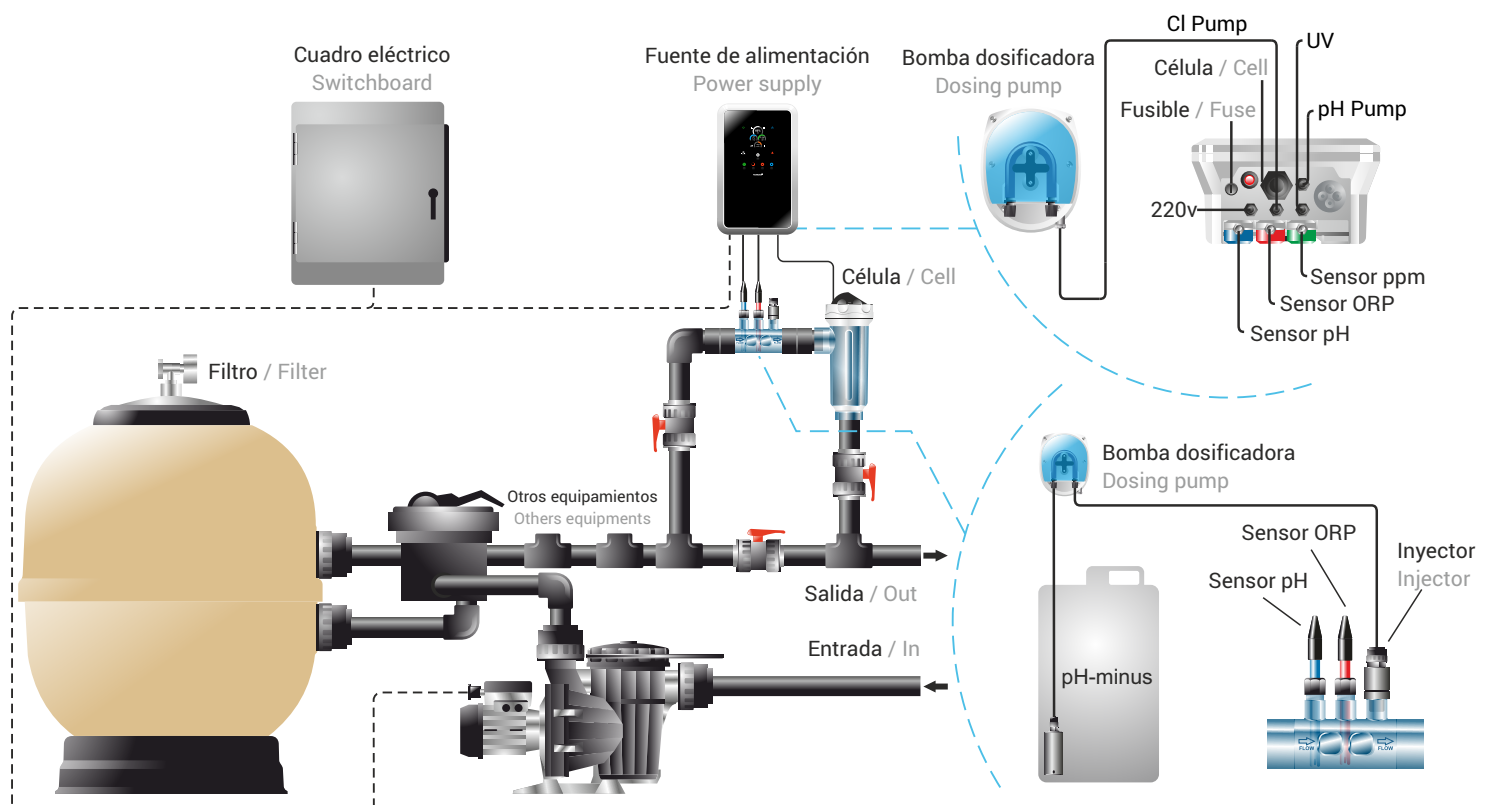 Cuadro eléctrico
Switchboard
Fuente de alimentación
Power supply
Bomba dosificadora
Dosing pump
Cl Pump
UV
Célula / Cell
Fusible / Fuse
pH Pump
220v
Sensor ppm
Sensor ORP
Sensor pH
Célula / Cell
Filtro / Filter
Otros equipamientos
Others equipments
Salida / Out
Entrada / In
Bomba dosificadora
Dosing pump
Sensor ORP
Inyector
Injector
Sensor pH
pH-minus
FLOW
FLOW